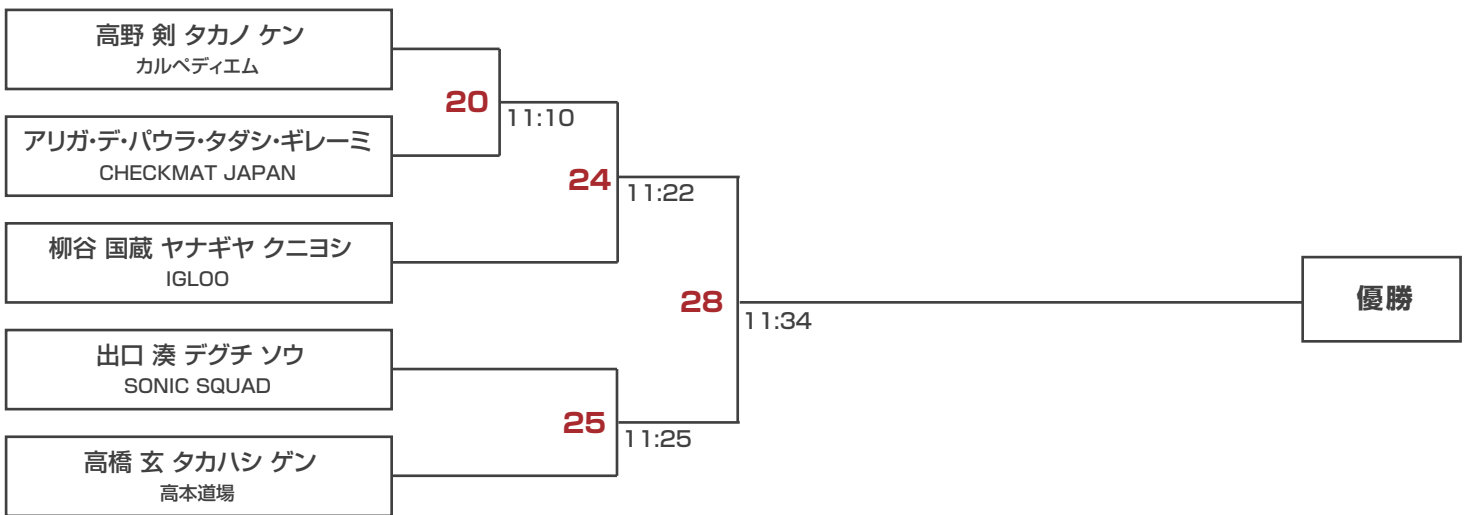 高野 剣 タカノ ケン
カルペディエム
20
11:10
アリガ・デ・パウラ・タダシ・ギレーミ
CHECKMAT JAPAN
24
11:22
柳谷 国蔵 ヤナギヤ クニヨシ
IGLOO
28
11:34
優勝
出口 湊 デグチ ソウ
SONIC SQUAD
25
11:25
高橋 玄 タカハシ ゲン
高本道場